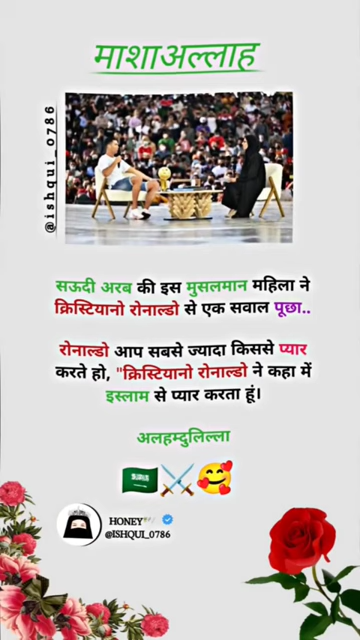 माशाअल्लाह
@ishqui_0786
सऊदी अरब की इस मुसलमान महिला ने
क्रिस्टियानो रोनाल्डो से एक सवाल पूछा..
रोनाल्डो आप सबसे ज्यादा किससे प्यार
करते हो, "क्रिस्टियानो रोनाल्डो ने कहा में
इस्लाम से प्यार करता हूं।
अलहम्दुलिल्ला
HONEY
@ISHQUI_0786